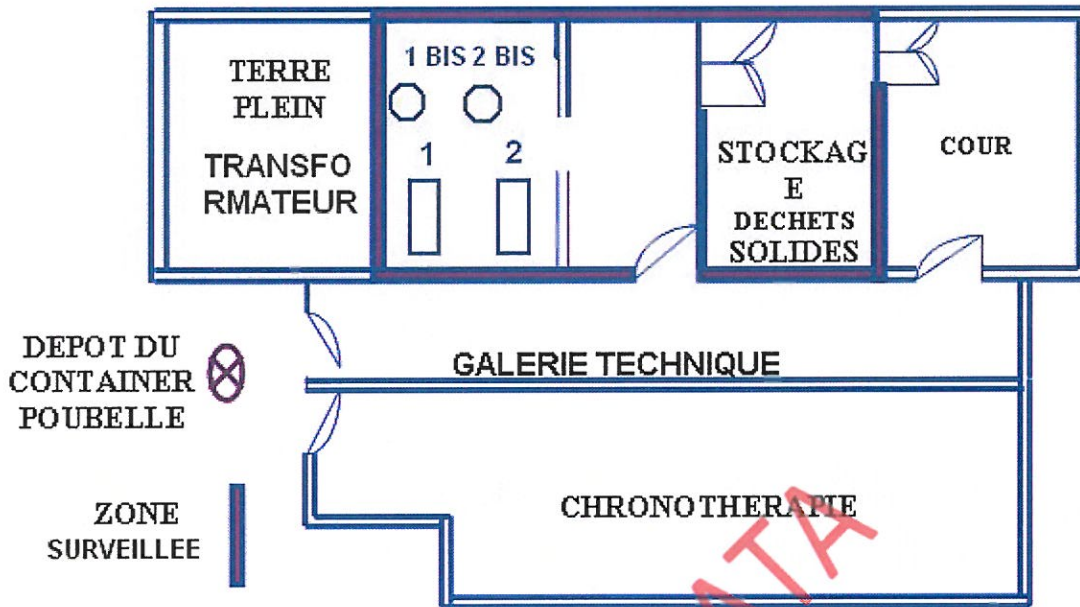 TERRE
PLEIN
TRANSFO
RMATEUR
1 BIS 2 BIS
1 2
STOCKAG
E
DECHETS
SOLIDES
COUR
DEPOT DU
CONTAINER
POUBELLE
GALERIE TECHNIQUE
ZONE
SURVEILLEE
CHRONOTHERAPIE